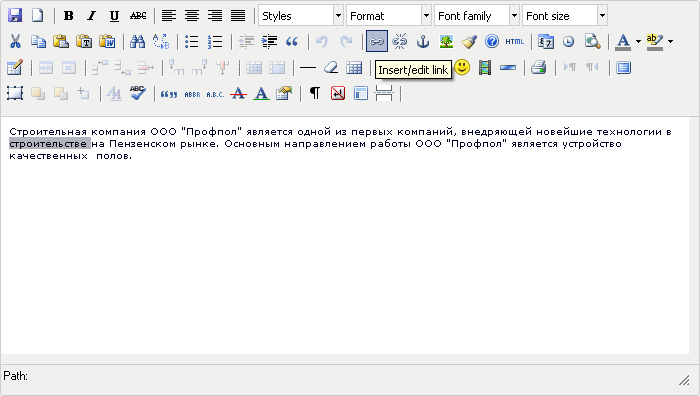 B I U ABC Styles Format Font family Font size
HTML A ab
Insert/edit link
ABC ABBR A.B.C. A A
Строительная компания ООО "Профпол" является одной из первых компаний, внедряющей новейшие технологии в
строительстве на Пензенском рынке. Основным направлением работы ООО "Профпол" является устройство
качественных полов.
Path: